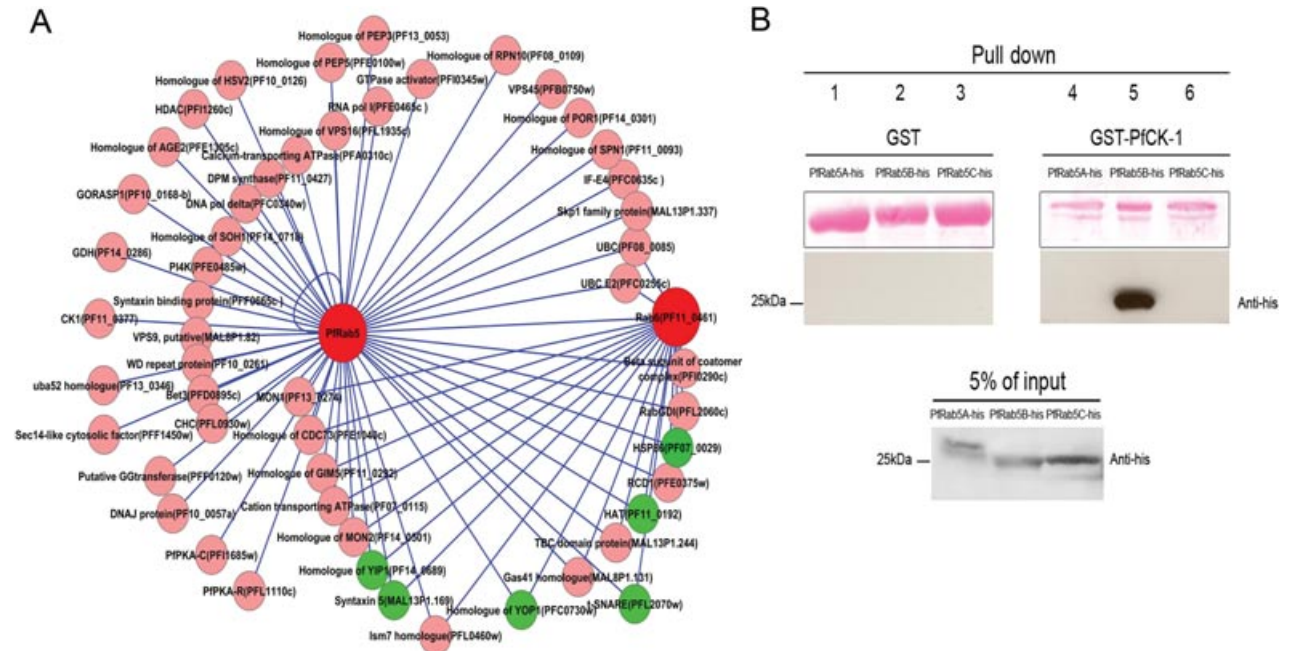 A
Homologue of PEP3(PF13_0053)
Homologue of PEP5(PFE0100w)
Homologue of RPN10(PF08_0109)
Homologue of HSV2(PF10_0126)
GTPase activator(PFI0345w)
VPS45(PFB0750w)
HDAC(PFI1260c)
RNA pol I(PFE0465c )
Homologue of POR1(PF14_0301)
Homologue of VPS16(PFL1935c)
Homologue of AGE2(PFE1305c)
Calcium-transporting ATPase(PFA0310c)
Homologue of SPN1(PF11_0093)
DPM synthase(PF11_0427)
IF-E4(PFC0635c )
GORASP1(PF10_0168-b)
DNA pol delta(PFC0340w)
Skp1 family protein(MAL13P1.337)
Homologue of SOH1(PF14_0718)
UBC(PF08_0085)
GDH(PF14_0286)
PI4K(PFE0485w)
UBC E2(PFC0255c)
Syntaxin binding protein(PFF0665c )
CK1(PF11_0377)
Rab6(PF11_0461)
VPS9, putative(MAL8P1.82)
PfRab5
WD repeat protein(PF10_0261)
Beta subunit of coatomer
complex(PFI0290c)
uba52 homologue(PF13_0346)
Bet3(PFD0895c)
MON1(PF13_0274)
RabGDI(PFL2060c)
CHC(PFL0930w)
Sec14-like cytosolic factor(PFF1450w)
Homologue of CDC73(PFE1040c)
HSP86(PF07_0029)
Putative GGtransferase(PFF0120w)
Homologue of GIM5(PF11_0292)
RCD1(PFE0375w)
DNAJ protein(PF10_0057a)
Cation transporting ATPase(PF07_0115)
HAT(PF11_0192)
Homologue of MON2(PF14_0501)
TBC domain protein(MAL13P1.244)
PfPKA-C(PFI1685w)
Homologue of YIP1(PF14_0689)
Gas41 homologue(MAL8P1.131)
PfPKA-R(PFL1110c)
Syntaxin 5(MAL13P1.169)
Homologue of YOP1(PFC0730w)
t-SNARE(PFL2070w)
Ism7 homologue(PFL0460w)
B
Pull down
1 2 3 4 5 6
GST GST-PfCK-1
PfRab5A-his PfRab5B-his PfRab5C-his PfRab5A-his PfRab5B-his PfRab5C-his
25kDa Anti-his
5% of input
PfRab5A-his PfRab5B-his PfRab5C-his
25kDa Anti-his